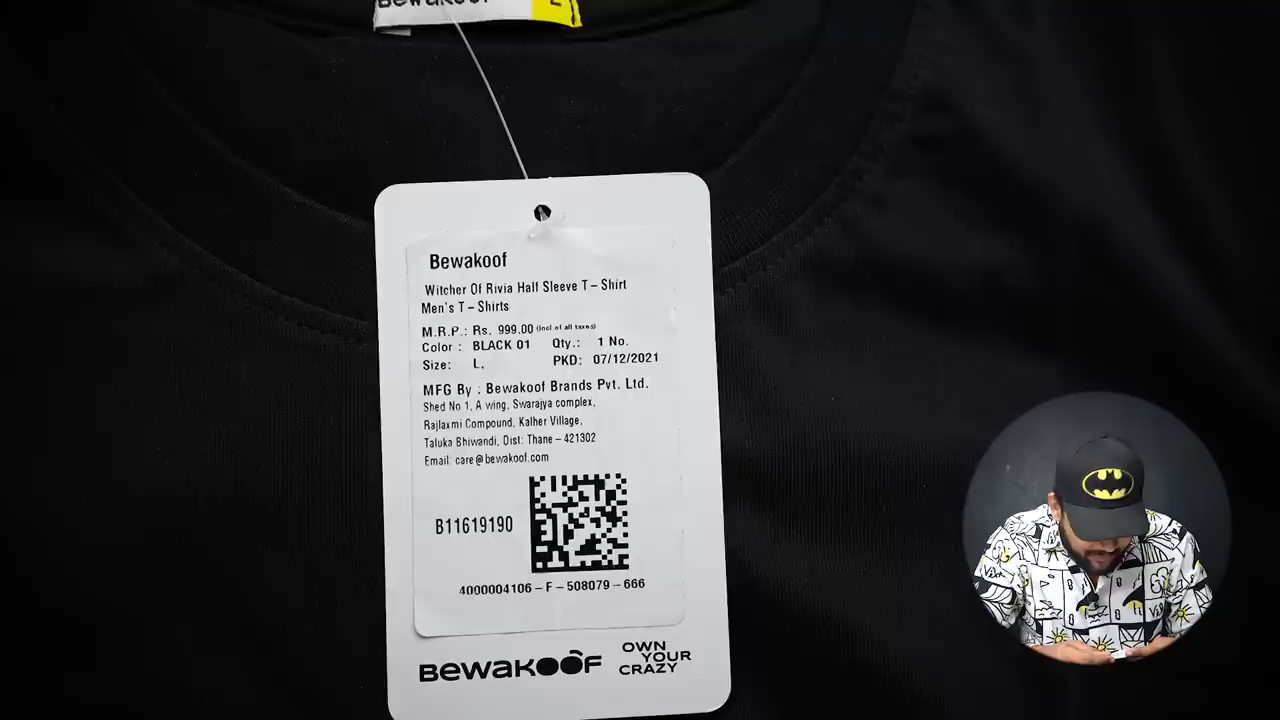 Bewakoof L
Bewakoof
Witcher Of Rivia Half Sleeve T-Shirt
Men's T-Shirts
M.R.P.: Rs. 999.00 (Incl of all taxes)
Color : BLACK 01 Qty.: 1 No.
Size: L, PKD: 07/12/2021
MFG By : Bewakoof Brands Pvt. Ltd.
Shed No 1, A wing, Swarajya complex,
Rajlaxmi Compound, Kalher Village,
Taluka Bhiwandi, Dist: Thane-421302
Email: care@bewakoof.com
B11619190
4000004106-F-508079-666
Bewakoof OWN YOUR CRAZY